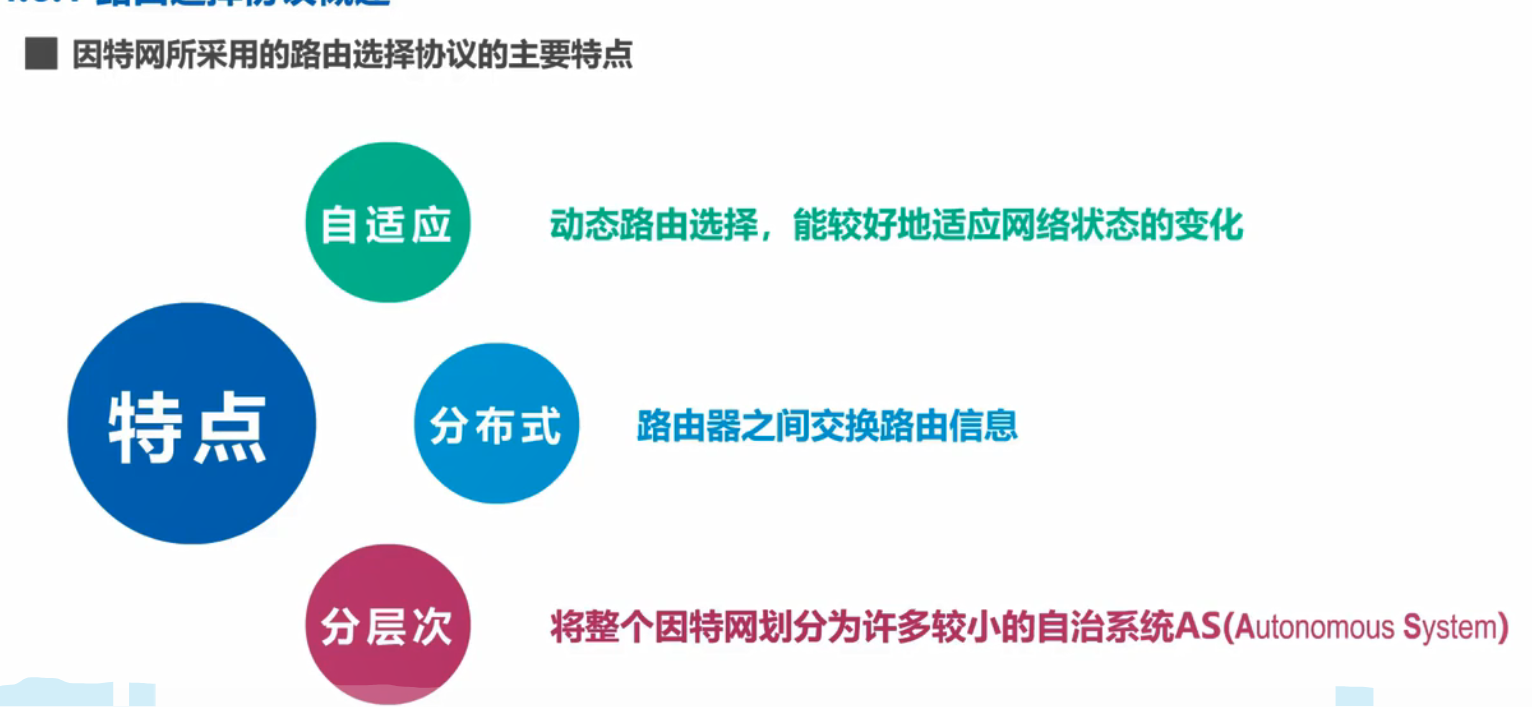 因特网所采用的路由选择协议的主要特点
自适应
动态路由选择，能较好地适应网络状态的变化
特点
分布式
路由器之间交换路由信息
分层次
将整个因特网划分为许多较小的自治系统AS(Autonomous System)